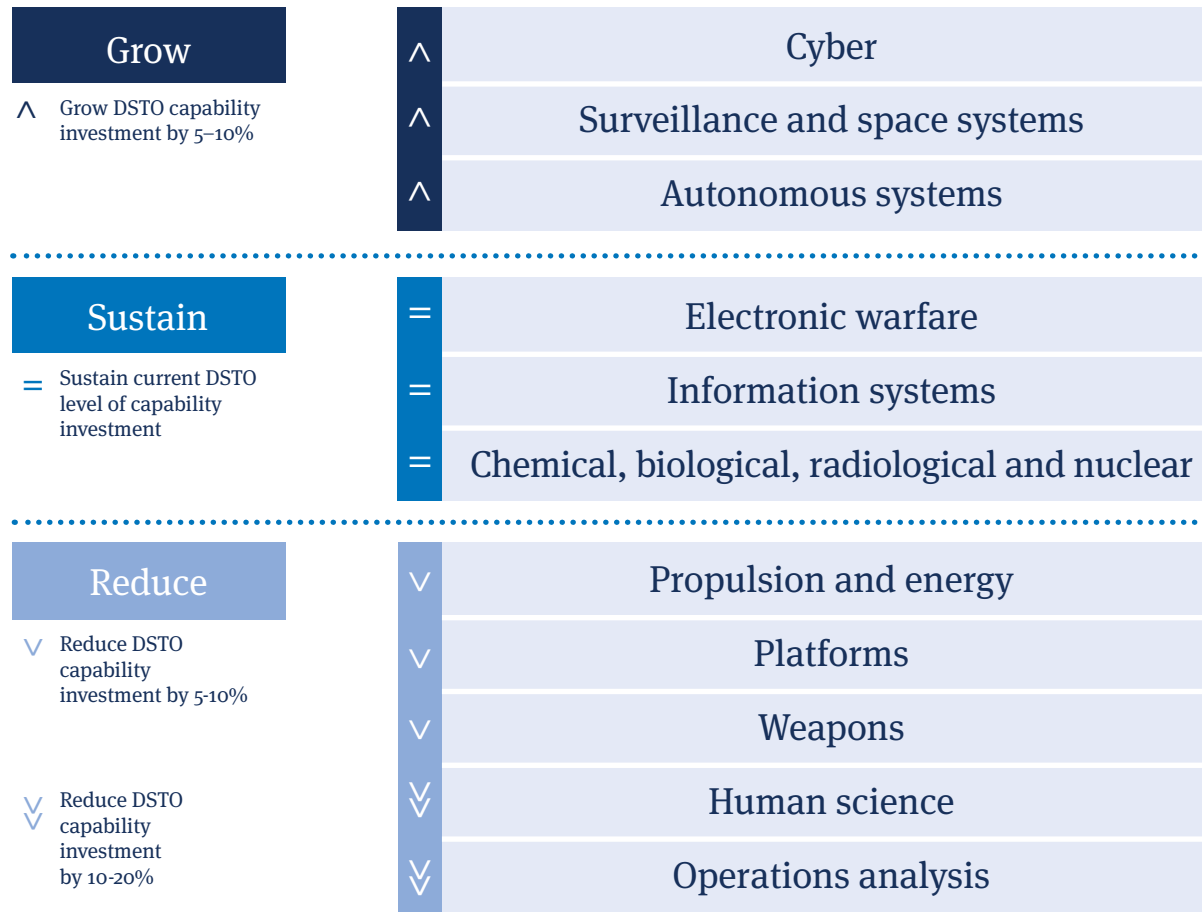 Grow
∧ Grow DSTO capability
investment by 5–10%
∧ Cyber
∧ Surveillance and space systems
∧ Autonomous systems
Sustain
= Sustain current DSTO
level of capability
investment
= Electronic warfare
= Information systems
= Chemical, biological, radiological and nuclear
Reduce
∨ Reduce DSTO
capability
investment by 5-10%
∨
∨ Reduce DSTO
capability
investment
by 10-20%
∨ Propulsion and energy
∨ Platforms
∨ Weapons
∨
∨ Human science
∨
∨ Operations analysis